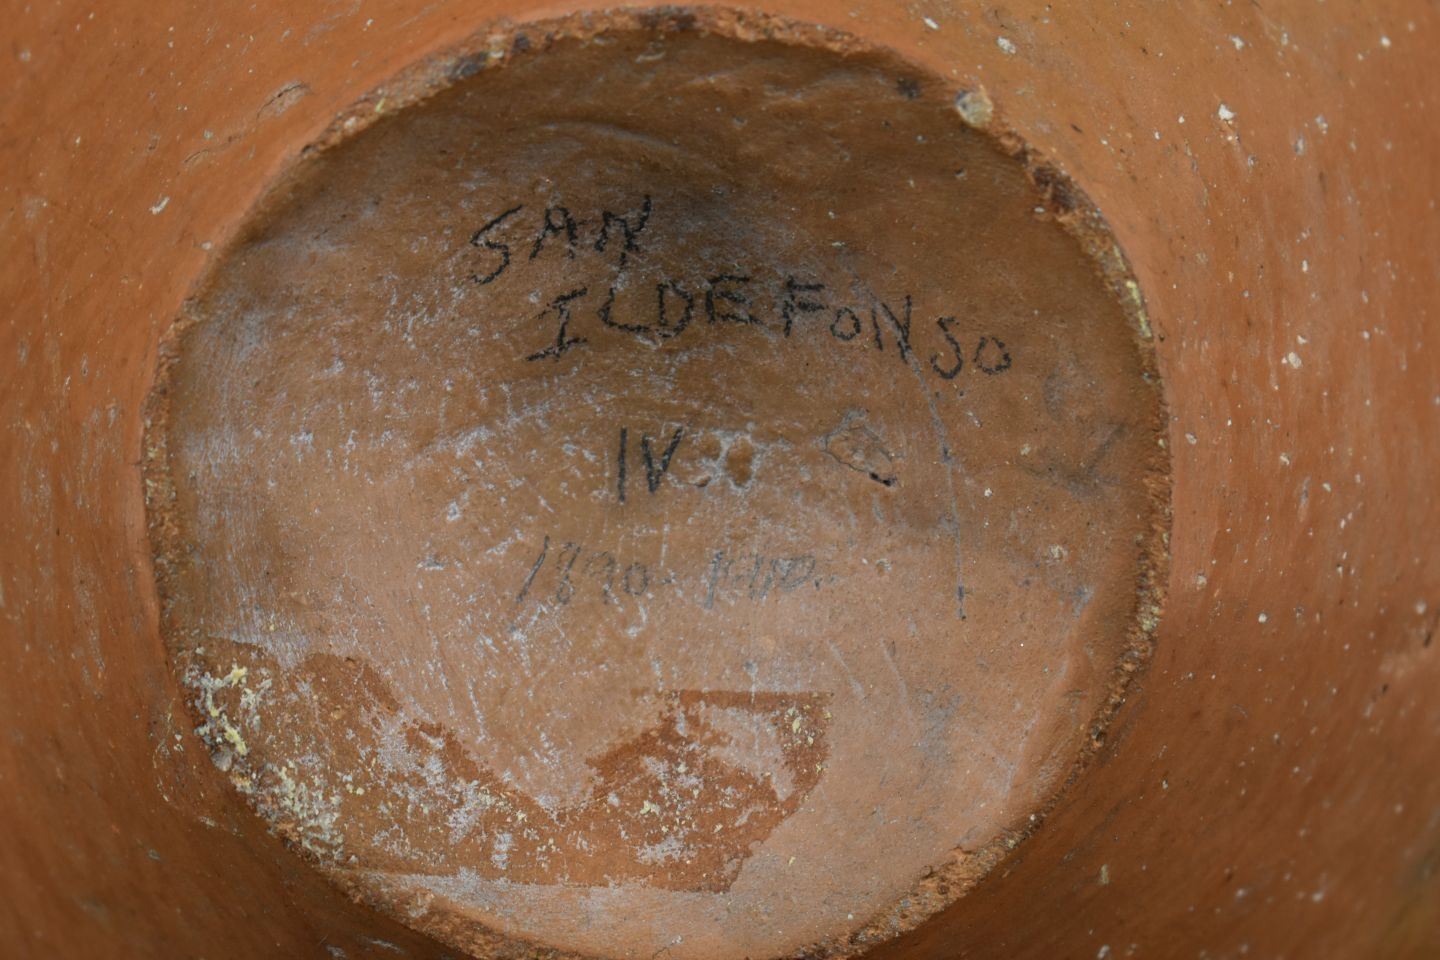 SAN
ILDEFONSO
IV
1890-